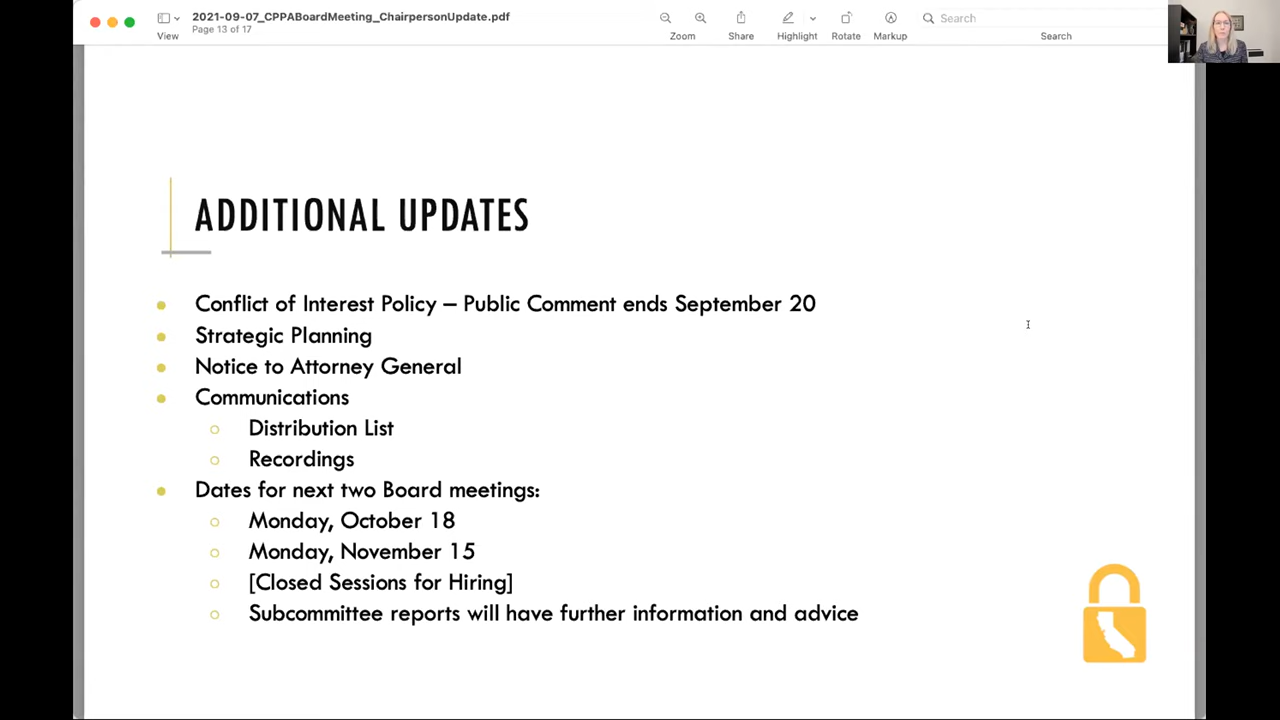 2021-09-07_CPPABoardMeeting_ChairpersonUpdate.pdf
Page 13 of 17
View
Zoom
Share
Highlight
Rotate
Markup
Search
Search
ADDITIONAL UPDATES
Conflict of Interest Policy – Public Comment ends September 20
Strategic Planning
Notice to Attorney General
Communications
Distribution List
Recordings
Dates for next two Board meetings:
Monday, October 18
Monday, November 15
[Closed Sessions for Hiring]
Subcommittee reports will have further information and advice